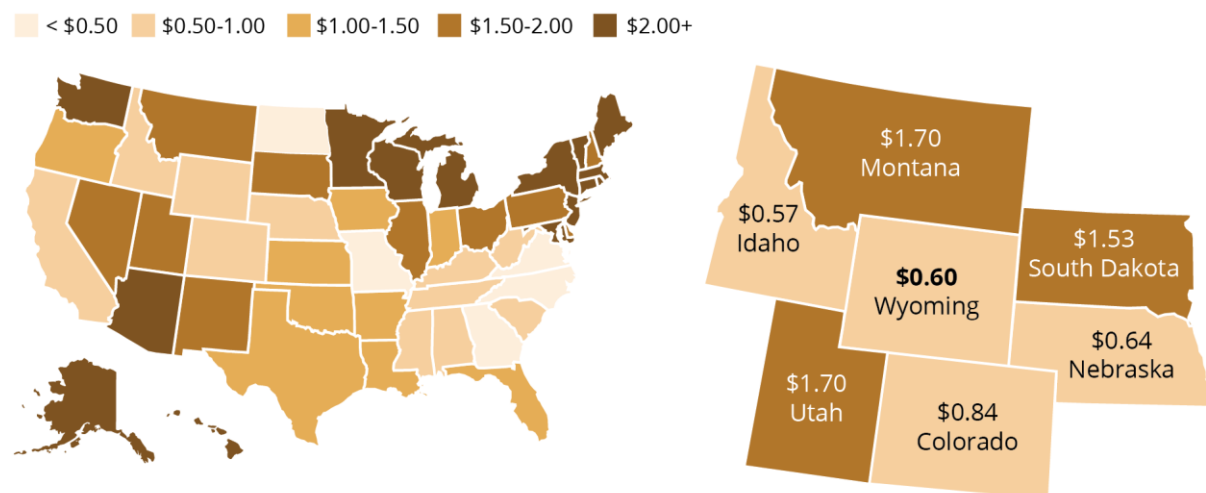 < $0.50 $0.50-1.00 $1.00-1.50 $1.50-2.00 $2.00+
$1.70
Montana
$0.57
Idaho
$1.53
South Dakota
$0.60
Wyoming
$0.64
Nebraska
$1.70
Utah
$0.84
Colorado